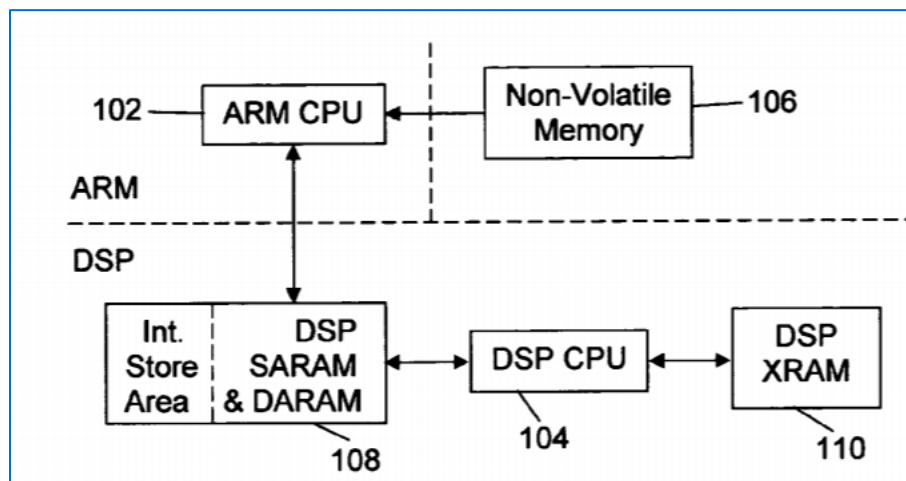 102
ARM CPU
Non-Volatile
Memory
106
ARM
DSP
Int.
Store
Area
DSP
SARAM
& DARAM
DSP CPU
DSP
XRAM
108
104
110